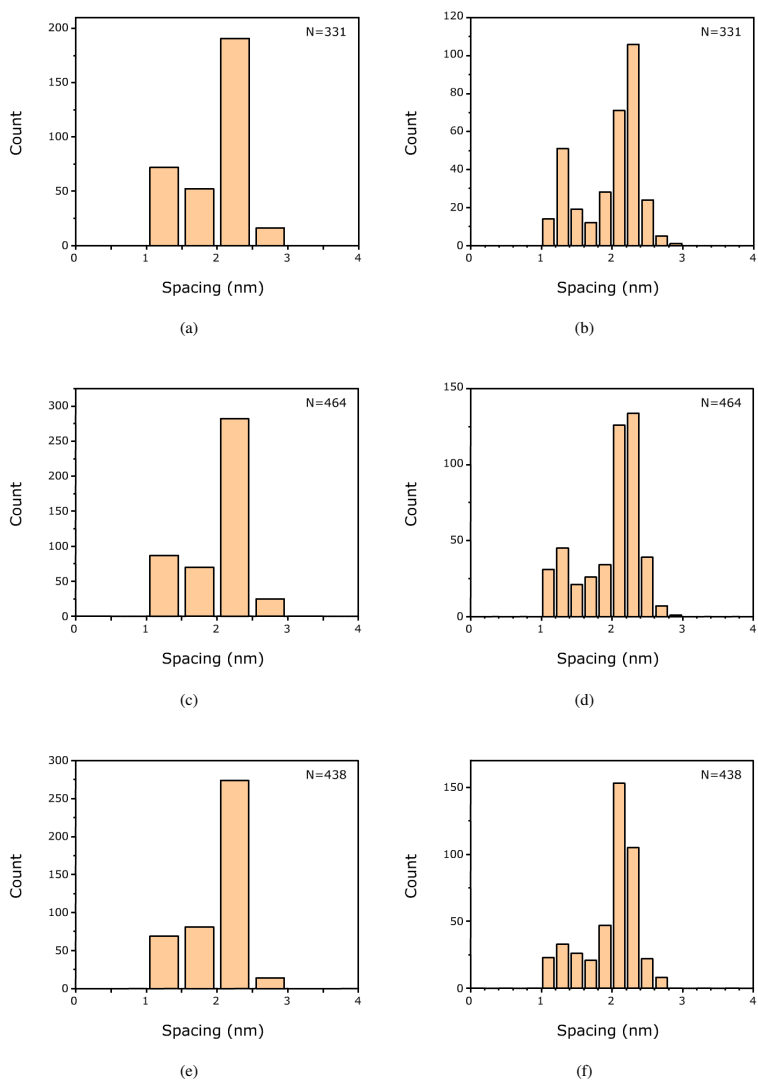 N=331
200
150
100
50
0
Count
0 1 2 3 4
Spacing (nm)
(a)
N=331
120
100
80
60
40
20
0
Count
0 1 2 3 4
Spacing (nm)
(b)
N=464
300
250
200
150
100
50
0
Count
0 1 2 3 4
Spacing (nm)
(c)
N=464
150
100
50
0
Count
0 1 2 3 4
Spacing (nm)
(d)
N=438
300
250
200
150
100
50
0
Count
0 1 2 3 4
Spacing (nm)
(e)
N=438
150
100
50
0
Count
0 1 2 3 4
Spacing (nm)
(f)